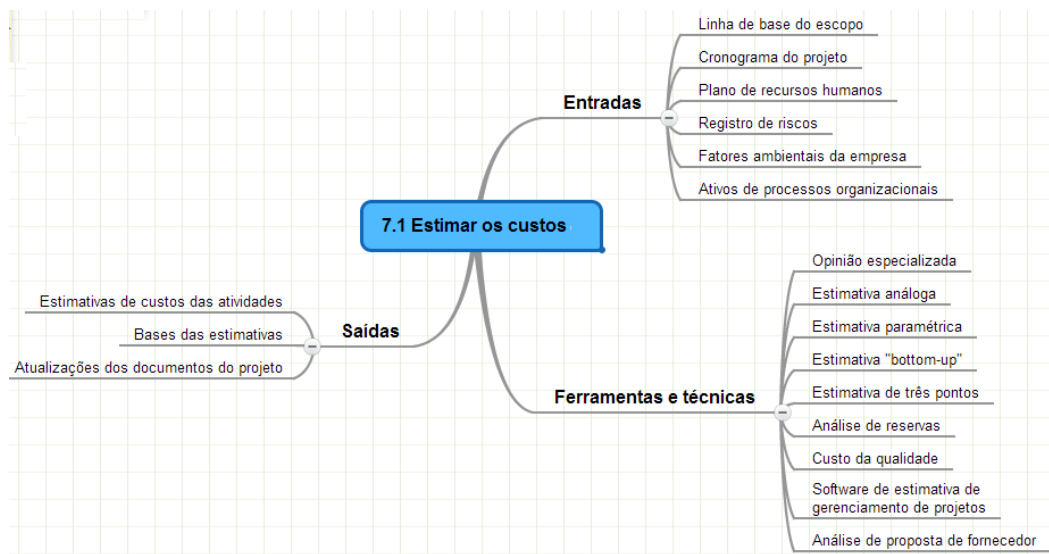 7.1 Estimar os custos
Entradas
Linha de base do escopo
Cronograma do projeto
Plano de recursos humanos
Registro de riscos
Fatores ambientais da empresa
Ativos de processos organizacionais
Ferramentas e técnicas
Opinião especializada
Estimativa análoga
Estimativa paramétrica
Estimativa "bottom-up"
Estimativa de três pontos
Análise de reservas
Custo da qualidade
Software de estimativa de
gerenciamento de projetos
Análise de proposta de fornecedor
Saídas
Estimativas de custos das atividades
Bases das estimativas
Atualizações dos documentos do projeto